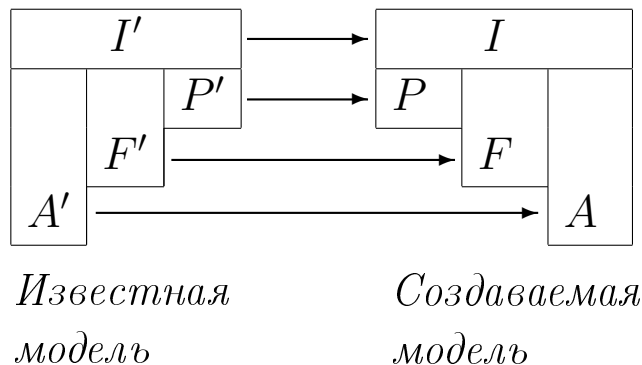 I′ I
P′ P
F′ F
A′ A
Известная Создаваемая
модель модель